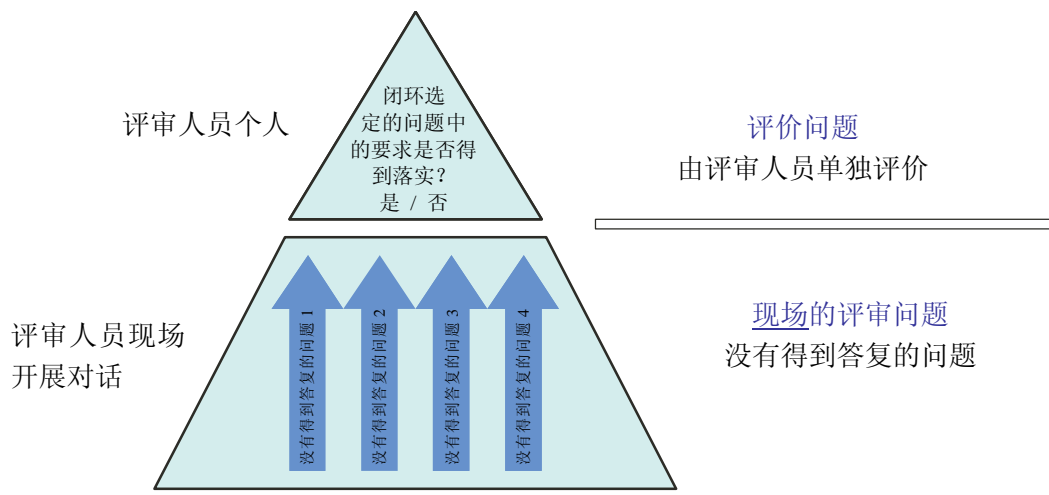 评审人员个人
闭环选
定的问题中
的要求是否得
到落实？
是 / 否
评价问题
由评审人员单独评价
评审人员现场
开展对话
没有得到答复的问题 1
没有得到答复的问题 2
没有得到答复的问题 3
没有得到答复的问题 4
现场的评审问题
没有得到答复的问题